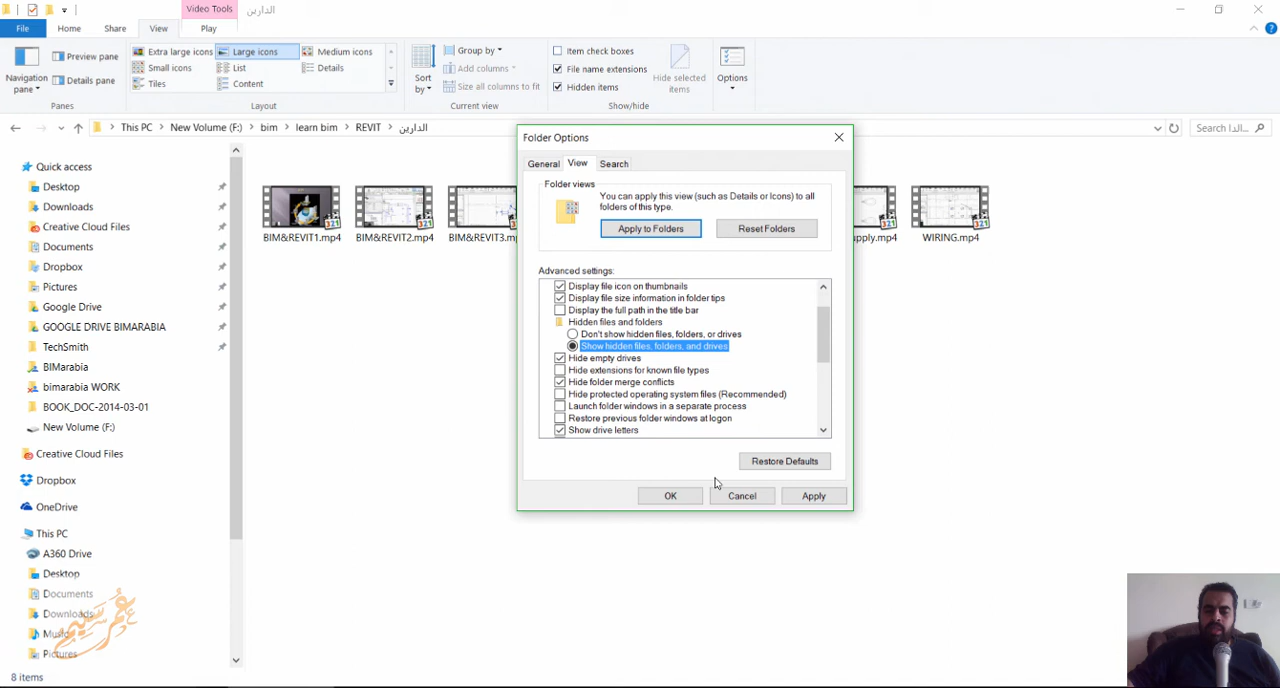 Video Tools
الدارين
File
Home
Share
View
Play
Navigation pane
Preview pane
Details pane
Panes
Extra large icons
Large icons
Medium icons
Small icons
List
Details
Tiles
Content
Layout
Sort by
Group by
Add columns
Size all columns to fit
Current view
Item check boxes
File name extensions
Hidden items
Hide selected items
Show/hide
Options
This PC
New Volume (F:)
bim
learn bim
REVIT
الدارين
Search الدا...
Quick access
Desktop
Downloads
Creative Cloud Files
Documents
Dropbox
Pictures
Google Drive
GOOGLE DRIVE BIMARABIA
TechSmith
BIMarabia
bimarabia WORK
BOOK_DOC-2014-03-01
New Volume (F:)
Creative Cloud Files
Dropbox
OneDrive
This PC
A360 Drive
Desktop
Documents
Downloads
Music
Pictures
8 items
BIM&REVIT1.mp4
BIM&REVIT2.mp4
BIM&REVIT3.mp
upply.mp4
WIRING.mp4
Folder Options
General
View
Search
Folder views
You can apply this view (such as Details or Icons) to all
folders of this type.
Apply to Folders
Reset Folders
Advanced settings:
Display file icon on thumbnails
Display file size information in folder tips
Display the full path in the title bar
Hidden files and folders
Don't show hidden files, folders, or drives
Show hidden files, folders, and drives
Hide empty drives
Hide extensions for known file types
Hide folder merge conflicts
Hide protected operating system files (Recommended)
Launch folder windows in a separate process
Restore previous folder windows at logon
Show drive letters
Restore Defaults
OK
Cancel
Apply
عمر سليم